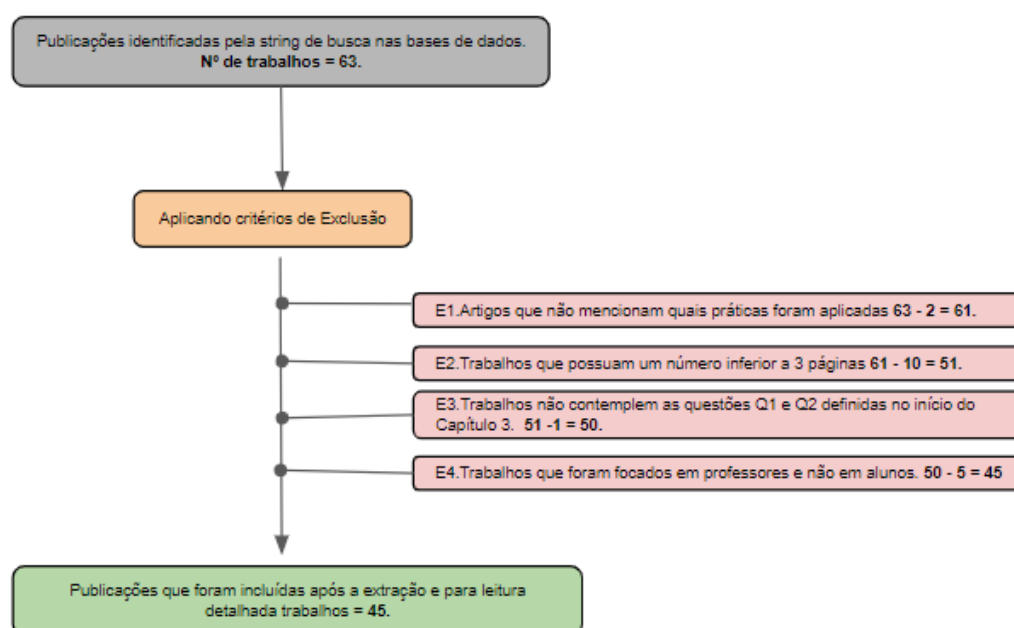 Publicações identificadas pela string de busca nas bases de dados.
Nº de trabalhos = 63.
Aplicando critérios de Exclusão
E1.Artigos que não mencionam quais práticas foram aplicadas 63 - 2 = 61.
E2.Trabalhos que possuam um número inferior a 3 páginas 61 - 10 = 51.
E3.Trabalhos não contemplem as questões Q1 e Q2 definidas no início do
Capítulo 3. 51 -1 = 50.
E4.Trabalhos que foram focados em professores e não em alunos. 50 - 5 = 45
Publicações que foram incluídas após a extração e para leitura
detalhada trabalhos = 45.